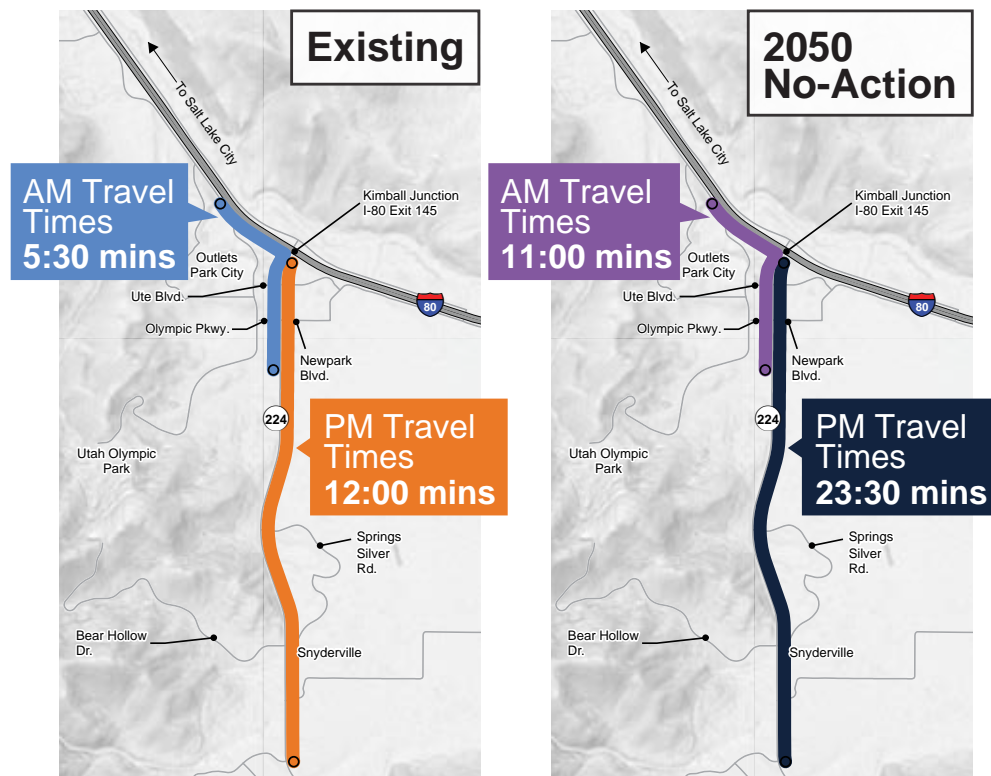 Existing
To Salt Lake City
AM Travel
Times
5:30 mins
Kimball Junction
I-80 Exit 145
Outlets
Park City
Ute Blvd.
80
Olympic Pkwy.
Newpark
Blvd.
224
PM Travel
Times
12:00 mins
Utah Olympic
Park
Springs
Silver
Rd.
Bear Hollow
Dr.
Snyderville
2050
No-Action
To Salt Lake City
AM Travel
Times
11:00 mins
Kimball Junction
I-80 Exit 145
Outlets
Park City
Ute Blvd.
80
Olympic Pkwy.
Newpark
Blvd.
224
PM Travel
Times
23:30 mins
Utah Olympic
Park
Springs
Silver
Rd.
Bear Hollow
Dr.
Snyderville